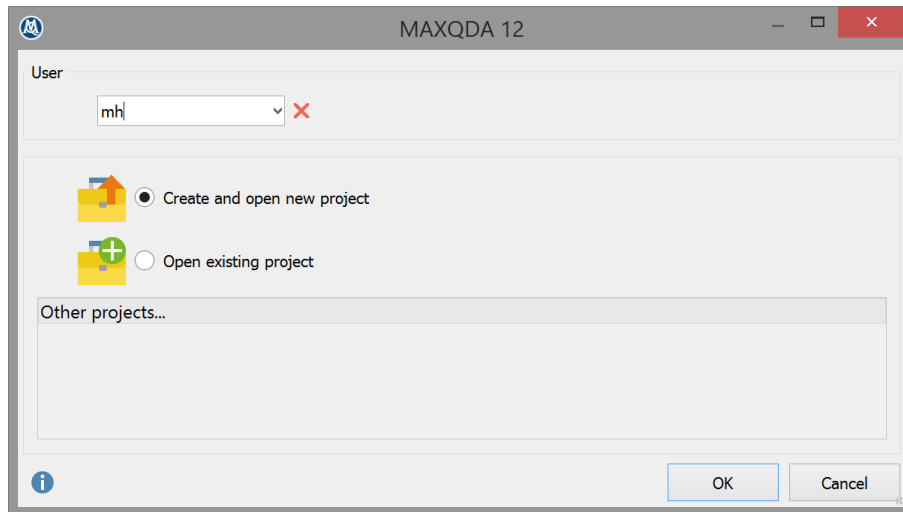 MAXQDA 12
User
mh
Create and open new project
Open existing project
Other projects...
OK
Cancel